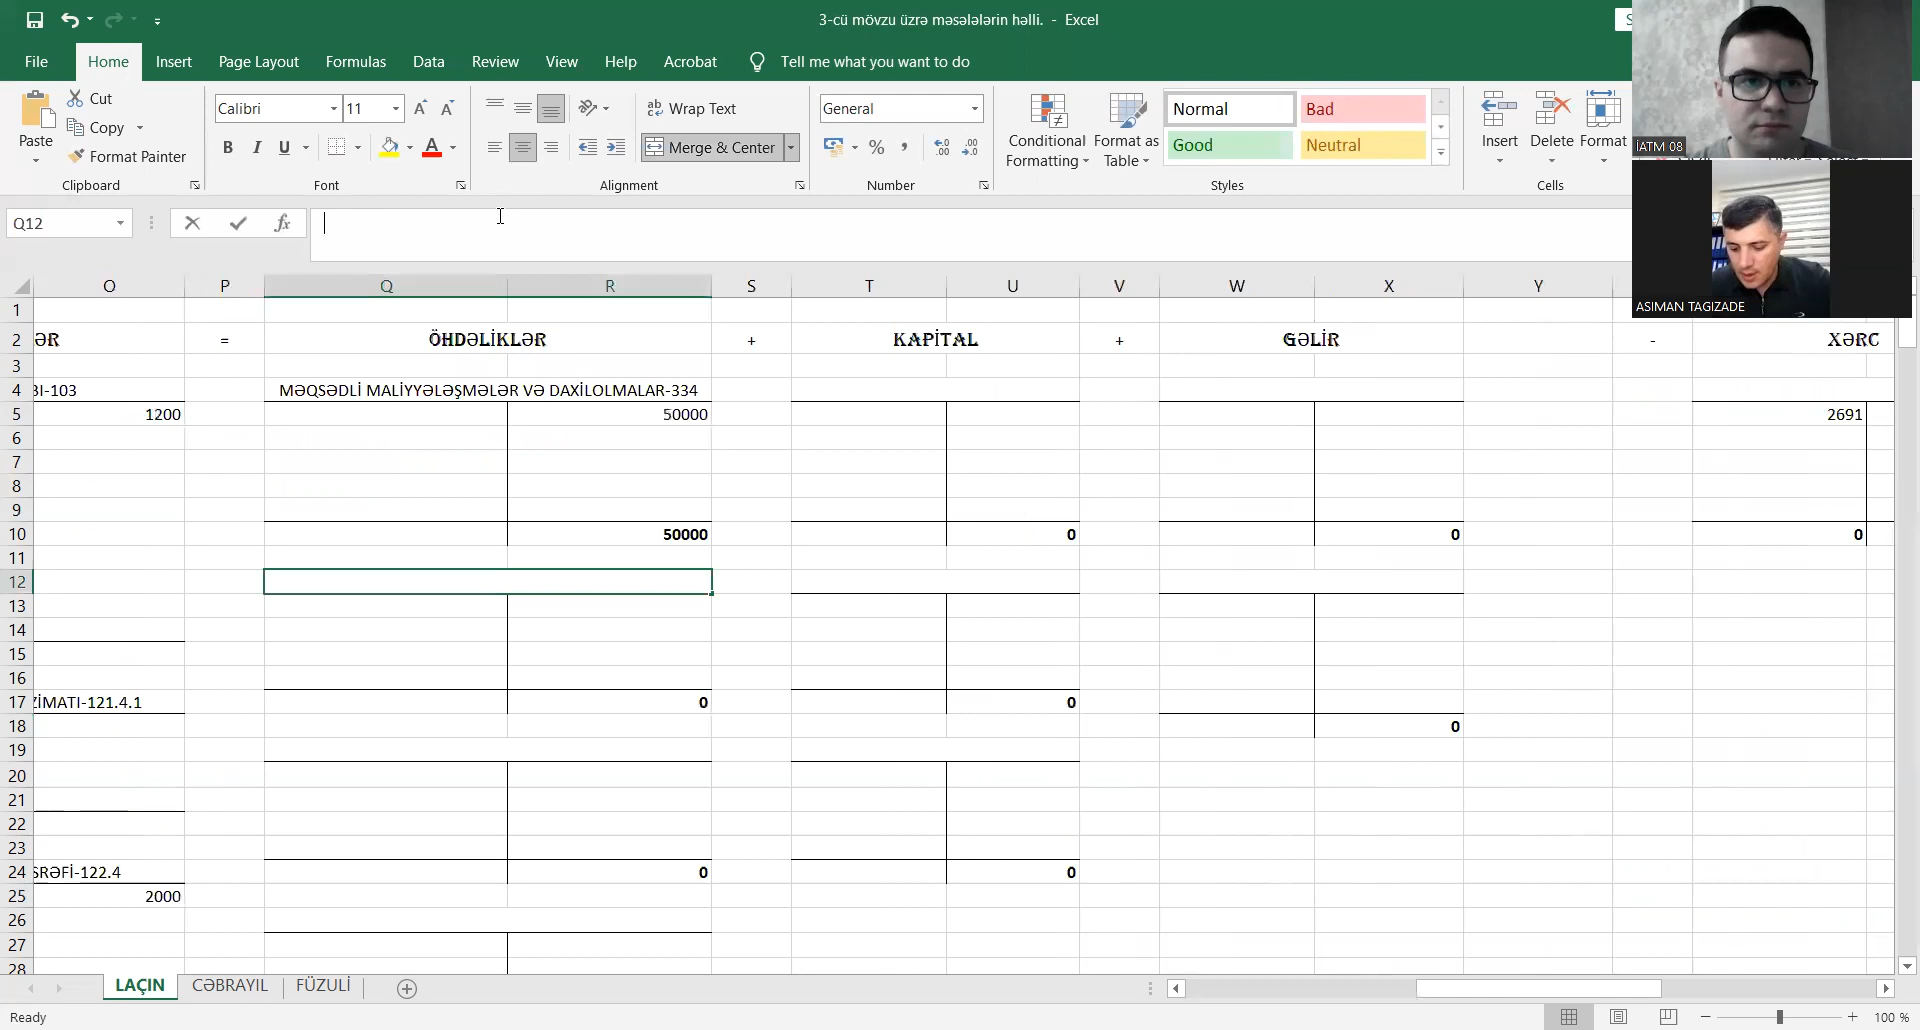 3-cü mövzu üzrə məsələlərin həlli. - Excel
File Home Insert Page Layout Formulas Data Review View Help Acrobat Tell me what you want to do
Paste
Cut
Copy
Format Painter
Clipboard
Calibri 11
B I U
Font
Wrap Text
Merge & Center
Alignment
General
Number
Conditional Formatting
Format as Table
Normal Bad
Good Neutral
Styles
Insert Delete Format
Cells
İATM 08
ASIMAN TAGIZADE
Q12
O P Q R S T U V W X Y
1
2 ƏR = ÖHDƏLİKLƏR + KAPİTAL + GƏLİR - XƏRC
3
4 BI-103 MƏQSƏDLİ MALİYYƏLƏŞMƏLƏR VƏ DAXİLOLMALAR-334
5 1200 50000 2691
6
7
8
9
10 50000 0 0 0
11
12
13
14
15
16
17 ZİMATI-121.4.1 0 0
18 0
19
20
21
22
23
24 SRƏFİ-122.4 0 0
25 2000
26
27
28
LAÇIN CƏBRAYIL FÜZULİ
Ready 100 %